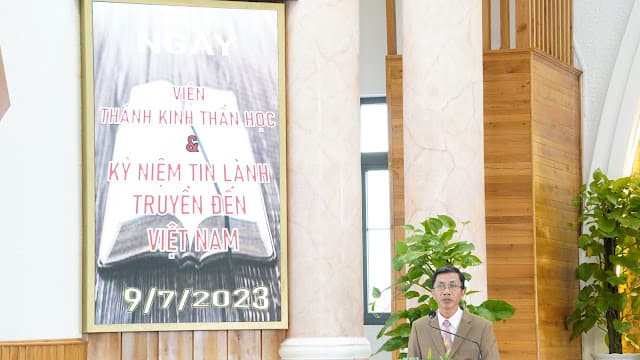 NGÀY
VIỆN
THÁNH KINH THẦN HỌC
&
KỶ NIỆM TIN LÀNH
TRUYỀN ĐẾN
VIỆT NAM
9/7/2023